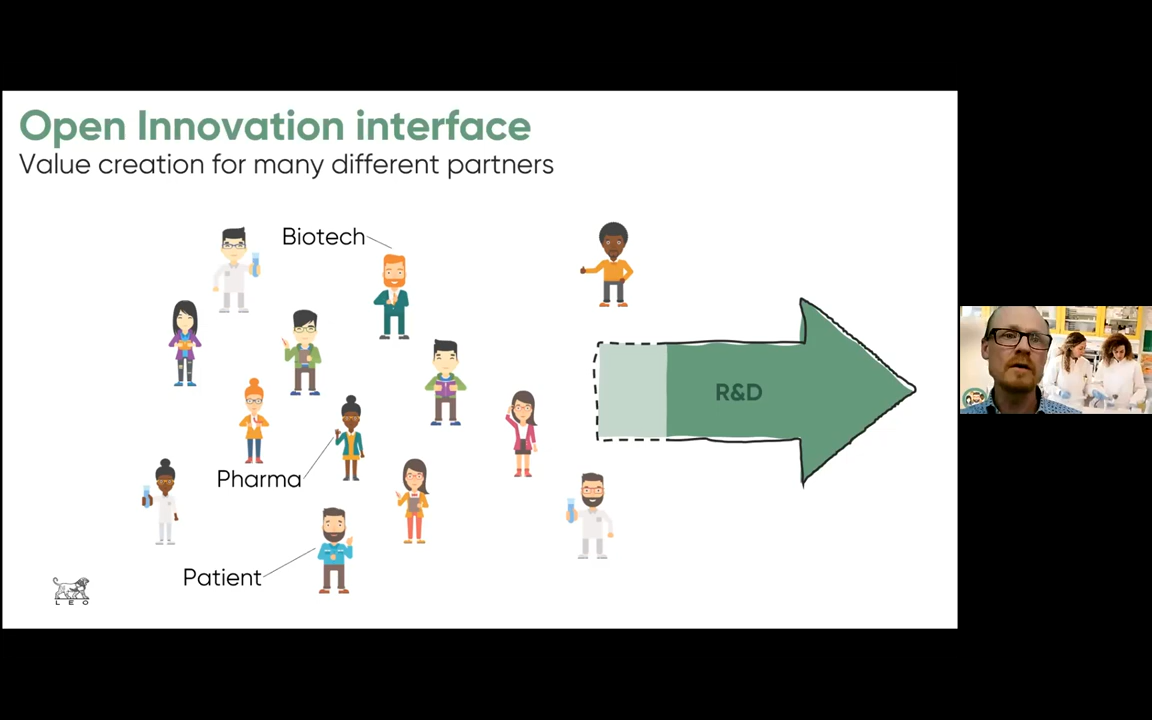 Open Innovation interface
Value creation for many different partners
Biotech
R&D
Pharma
Patient
LEO